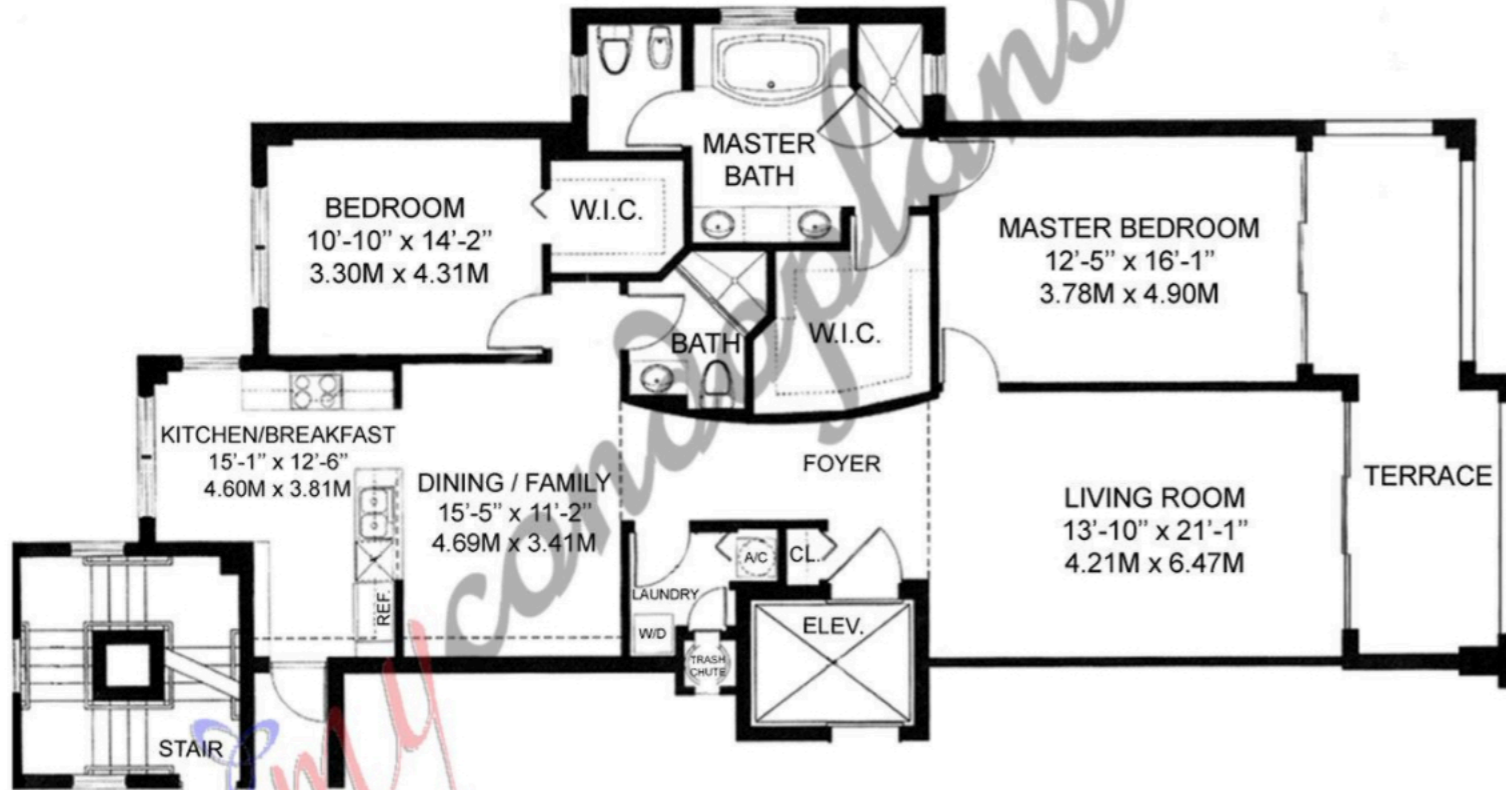 MASTER
BATH
BEDROOM
10'-10" x 14'-2"
3.30M x 4.31M
W.I.C.
MASTER BEDROOM
12'-5" x 16'-1"
3.78M x 4.90M
BATH
W.I.C.
KITCHEN/BREAKFAST
15'-1" x 12'-6"
4.60M x 3.81M
DINING / FAMILY
15'-5" x 11'-2"
4.69M x 3.41M
FOYER
LIVING ROOM
13'-10" x 21'-1"
4.21M x 6.47M
TERRACE
A/C
CL.
LAUNDRY
REF.
W/D
ELEV.
TRASH
CHUTE
STAIR
mycondoplans